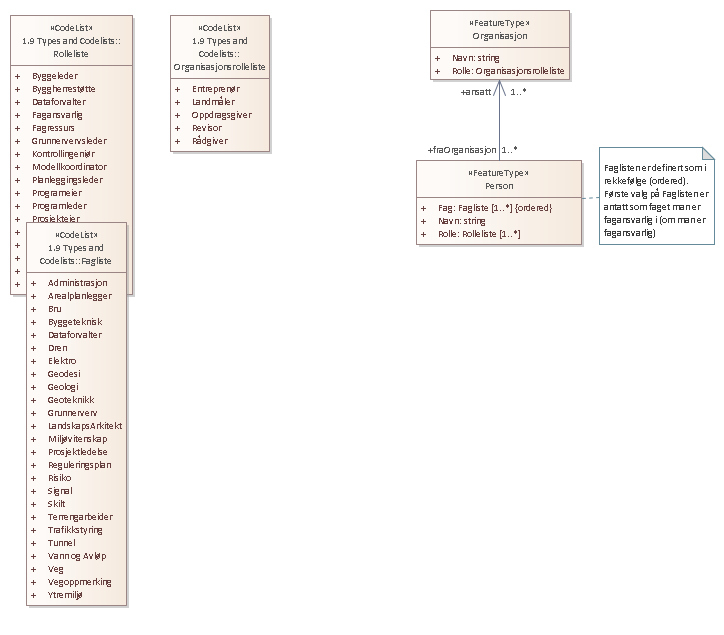 «CodeList»
1.9 Types and Codelists::
Rolleliste
+ Byggeleder
+ Byggherrestøtte
+ Dataforvalter
+ Fagansvarlig
+ Fagressurs
+ Grunnervervsleder
+ Kontrollingeniør
+ Modellkoordinator
+ Planleggingsleder
+ Programeier
+ Programleder
+ Prosjekteier
+
+
+
+
+
«CodeList»
1.9 Types and
Codelists::Fagliste
+ Administrasjon
+ Arealplanlegger
+ Bru
+ Byggeteknisk
+ Dataforvalter
+ Dren
+ Elektro
+ Geodesi
+ Geologi
+ Geoteknikk
+ Grunnerverv
+ LandskapsArkitekt
+ Miljøvitenskap
+ Prosjektledelse
+ Reguleringsplan
+ Risiko
+ Signal
+ Skilt
+ Terrengarbeider
+ Trafikkstyring
+ Tunnel
+ Vann og Avløp
+ Veg
+ Vegoppmerking
+ Ytremiljø
«CodeList»
1.9 Types and
Codelists::
Organisasjonsrolleliste
+ Entreprenør
+ Landmåler
+ Oppdragsgiver
+ Revisor
+ Rådgiver
«FeatureType»
Organisasjon
+ Navn: string
+ Rolle: Organisasjonsrolleliste
+ansatt 1..*
+fraOrganisasjon 1..*
«FeatureType»
Person
+ Fag: Fagliste [1..*] {ordered}
+ Navn: string
+ Rolle: Rolleliste [1..*]
Faglisten er definert som i
rekkefølge (ordered).
Første valg på Faglisten er
antatt som faget man er
fagansvarlig i (om man er
fagansvarlig)